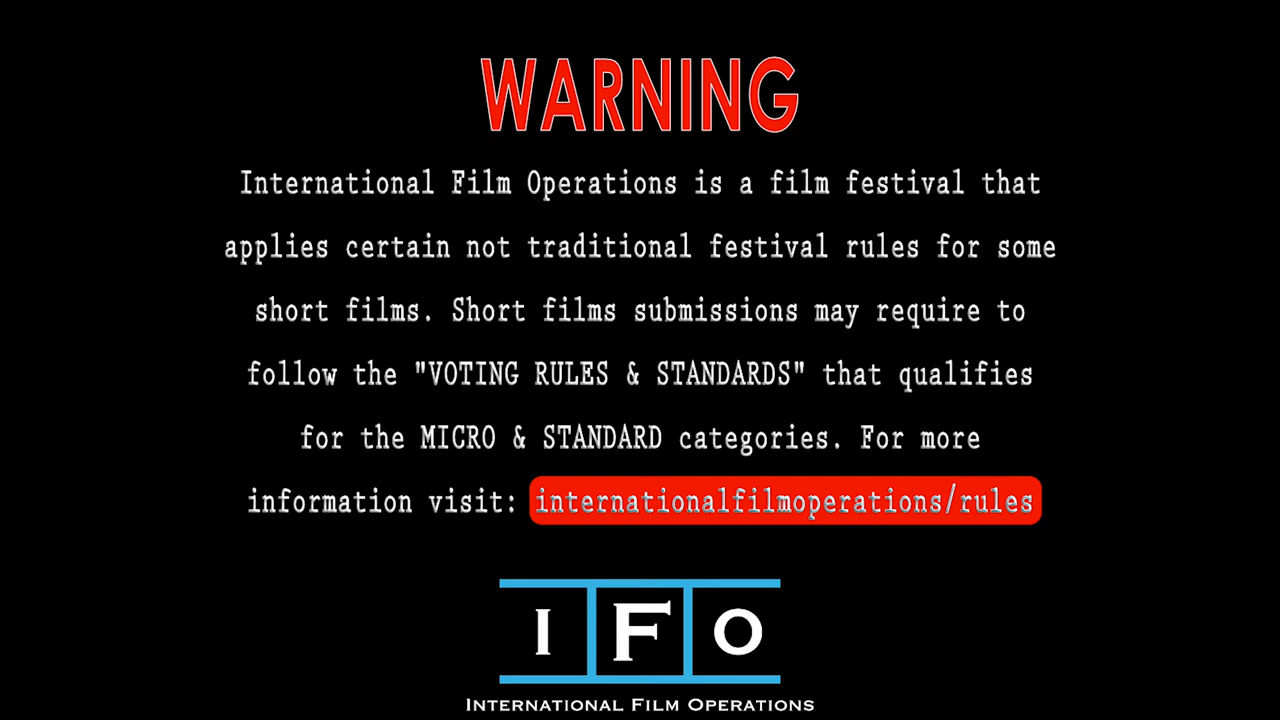 WARNING
International Film Operations is a film festival that
applies certain not traditional festival rules for some
short films. Short films submissions may require to
follow the "VOTING RULES & STANDARDS" that qualifies
for the MICRO & STANDARD categories. For more
information visit: internationalfilmoperations/rules
I F O
INTERNATIONAL FILM OPERATIONS